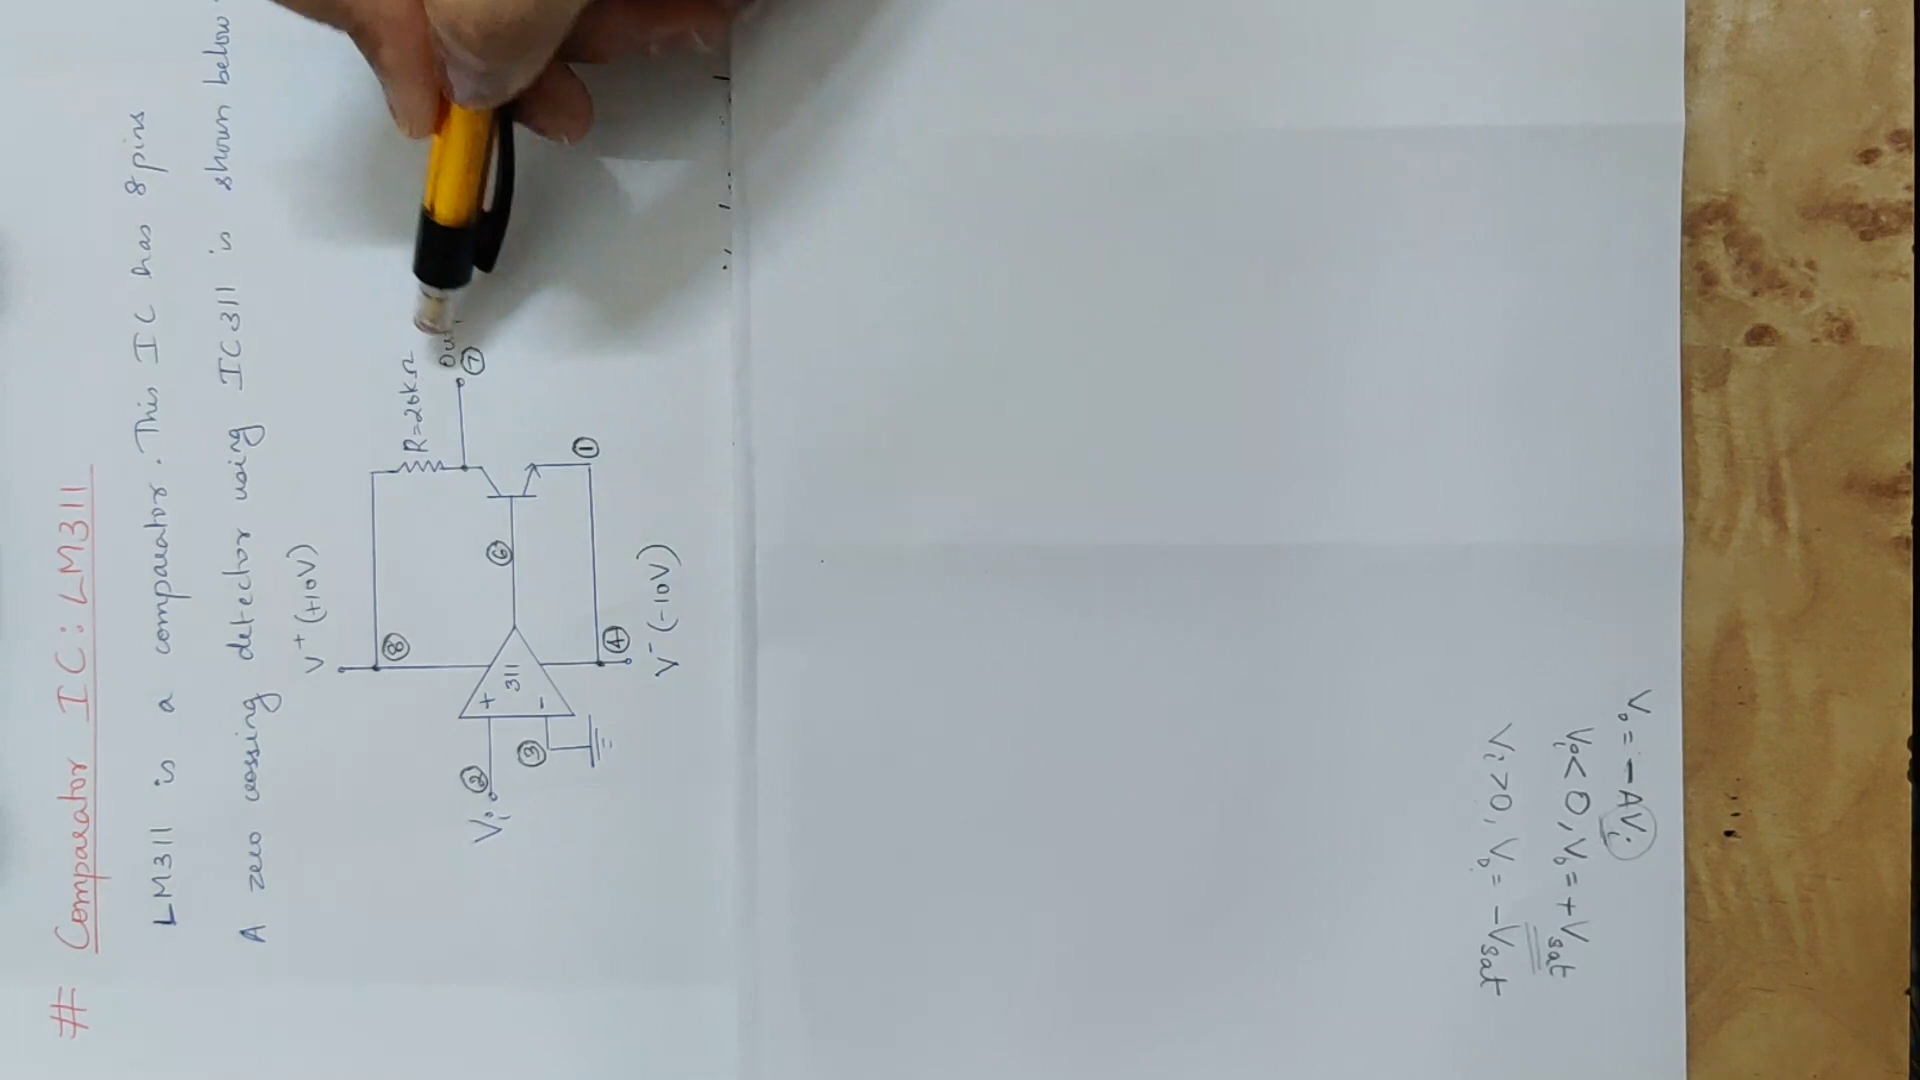 # Comparator IC : LM311
LM311 is a comparator. This IC has 8 pins
A zero crossing detector using IC311 is shown below
V⁺ (+10V)
8
R=20kΩ
7
Vi
2
+
311
6
3
-
1
4
V⁻ (-10V)
V₀ = - AVi
Vi < 0, V₀ = + Vsat
Vi > 0, V₀ = - Vsat